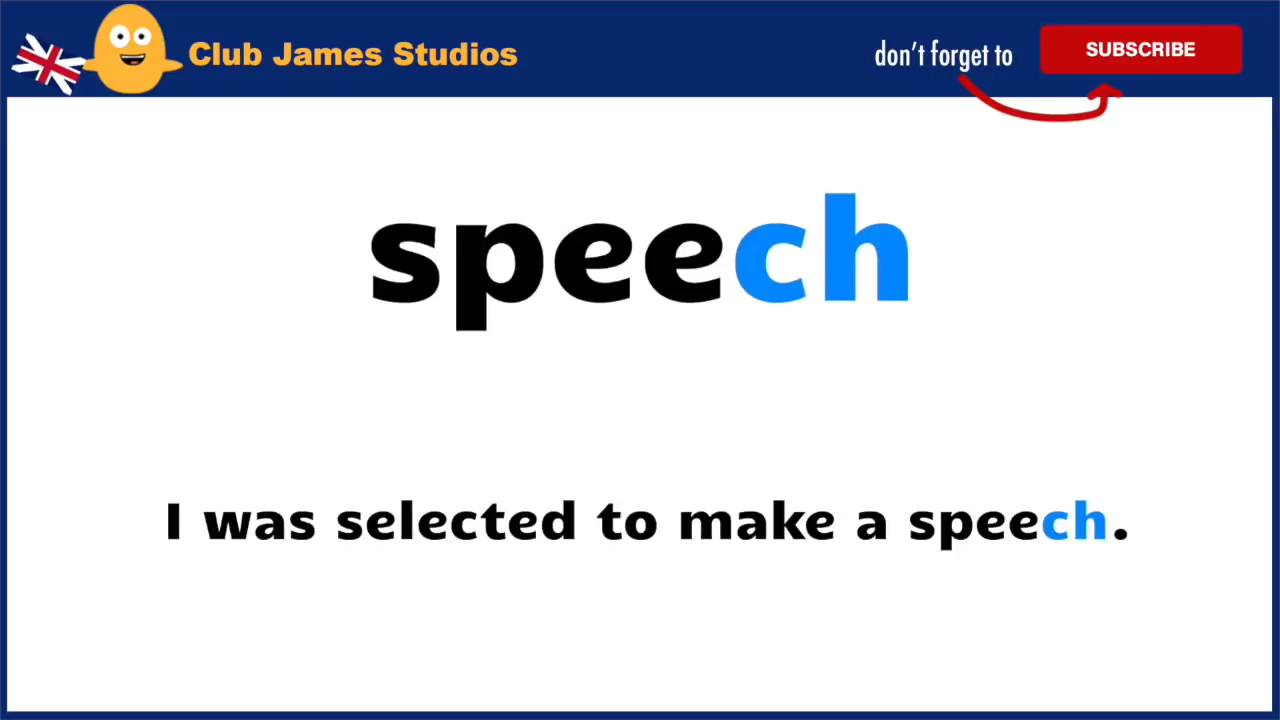 Club James Studios
don't forget to
SUBSCRIBE
speech
I was selected to make a speech.